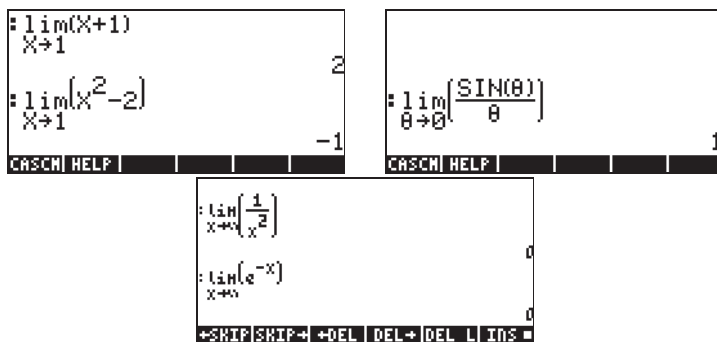 :lim(X+1)
X→1
2
:lim(X²-2)
X→1
-1
CASCM HELP
:lim(SIN(θ)/θ)
θ→0
1
CASCM HELP
:lim(1/x²)
x→∞
0
:lim(e^-x)
x→∞
0
←SKIP SKIP→ ←DEL DEL→ DEL L INS ■